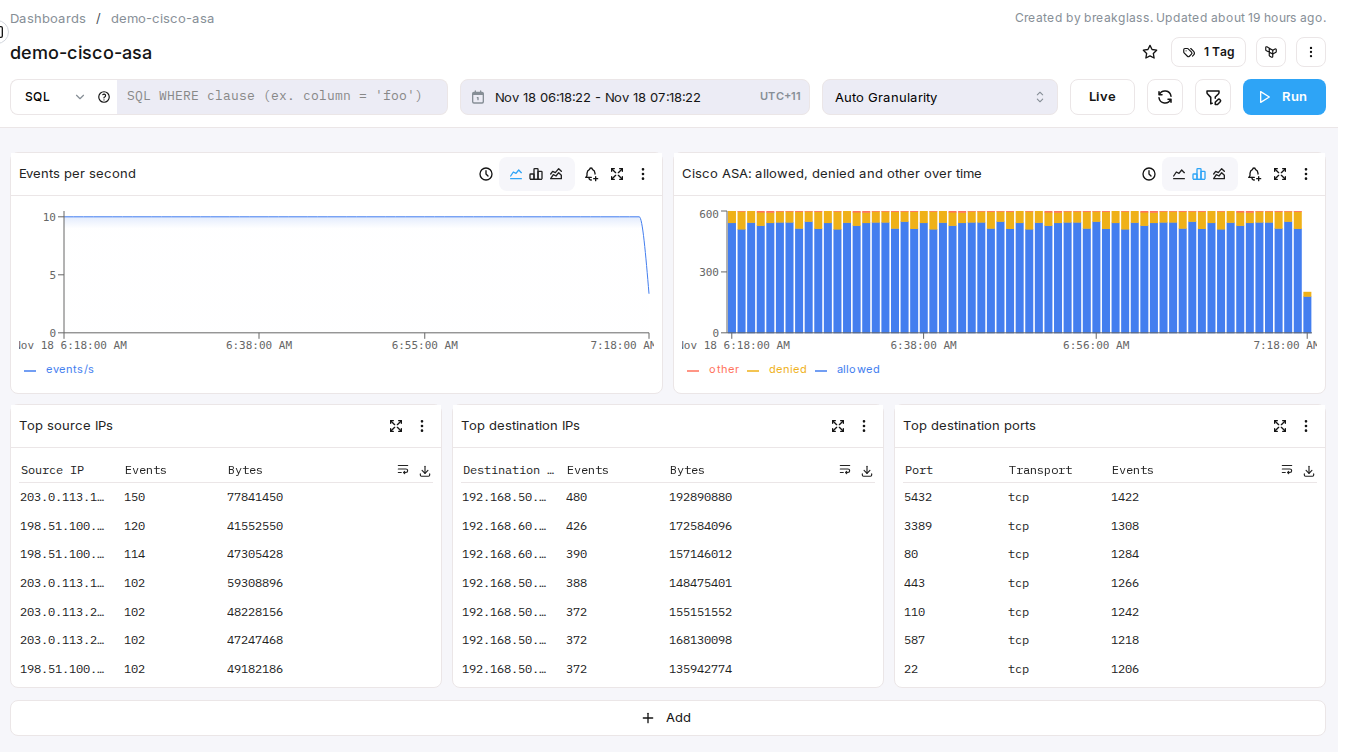 Dashboards / demo-cisco-asa
Created by breakglass. Updated about 19 hours ago.
demo-cisco-asa
1 Tag
SQL
SQL WHERE clause (ex. column = 'foo')
Nov 18 06:18:22 - Nov 18 07:18:22 UTC+11
Auto Granularity
Live
Run
Events per second
10
5
0
Nov 18 6:18:00 AM 6:38:00 AM 6:55:00 AM 7:18:00 AM
events/s
Cisco ASA: allowed, denied and other over time
600
300
0
Nov 18 6:18:00 AM 6:38:00 AM 6:56:00 AM 7:18:00 AM
other denied allowed
Top source IPs
Source IP Events Bytes
203.0.113.1… 150 77841450
198.51.100.… 120 41552550
198.51.100.… 114 47305428
203.0.113.1… 102 59308896
203.0.113.2… 102 48228156
203.0.113.2… 102 47247468
198.51.100.… 102 49182186
Top destination IPs
Destination … Events Bytes
192.168.50.… 480 192890880
192.168.60.… 426 172584096
192.168.60.… 390 157146012
192.168.50.… 388 148475401
192.168.50.… 372 155151552
192.168.50.… 372 168130098
192.168.50.… 372 135942774
Top destination ports
Port Transport Events
5432 tcp 1422
3389 tcp 1308
80 tcp 1284
443 tcp 1266
110 tcp 1242
587 tcp 1218
22 tcp 1206
+ Add